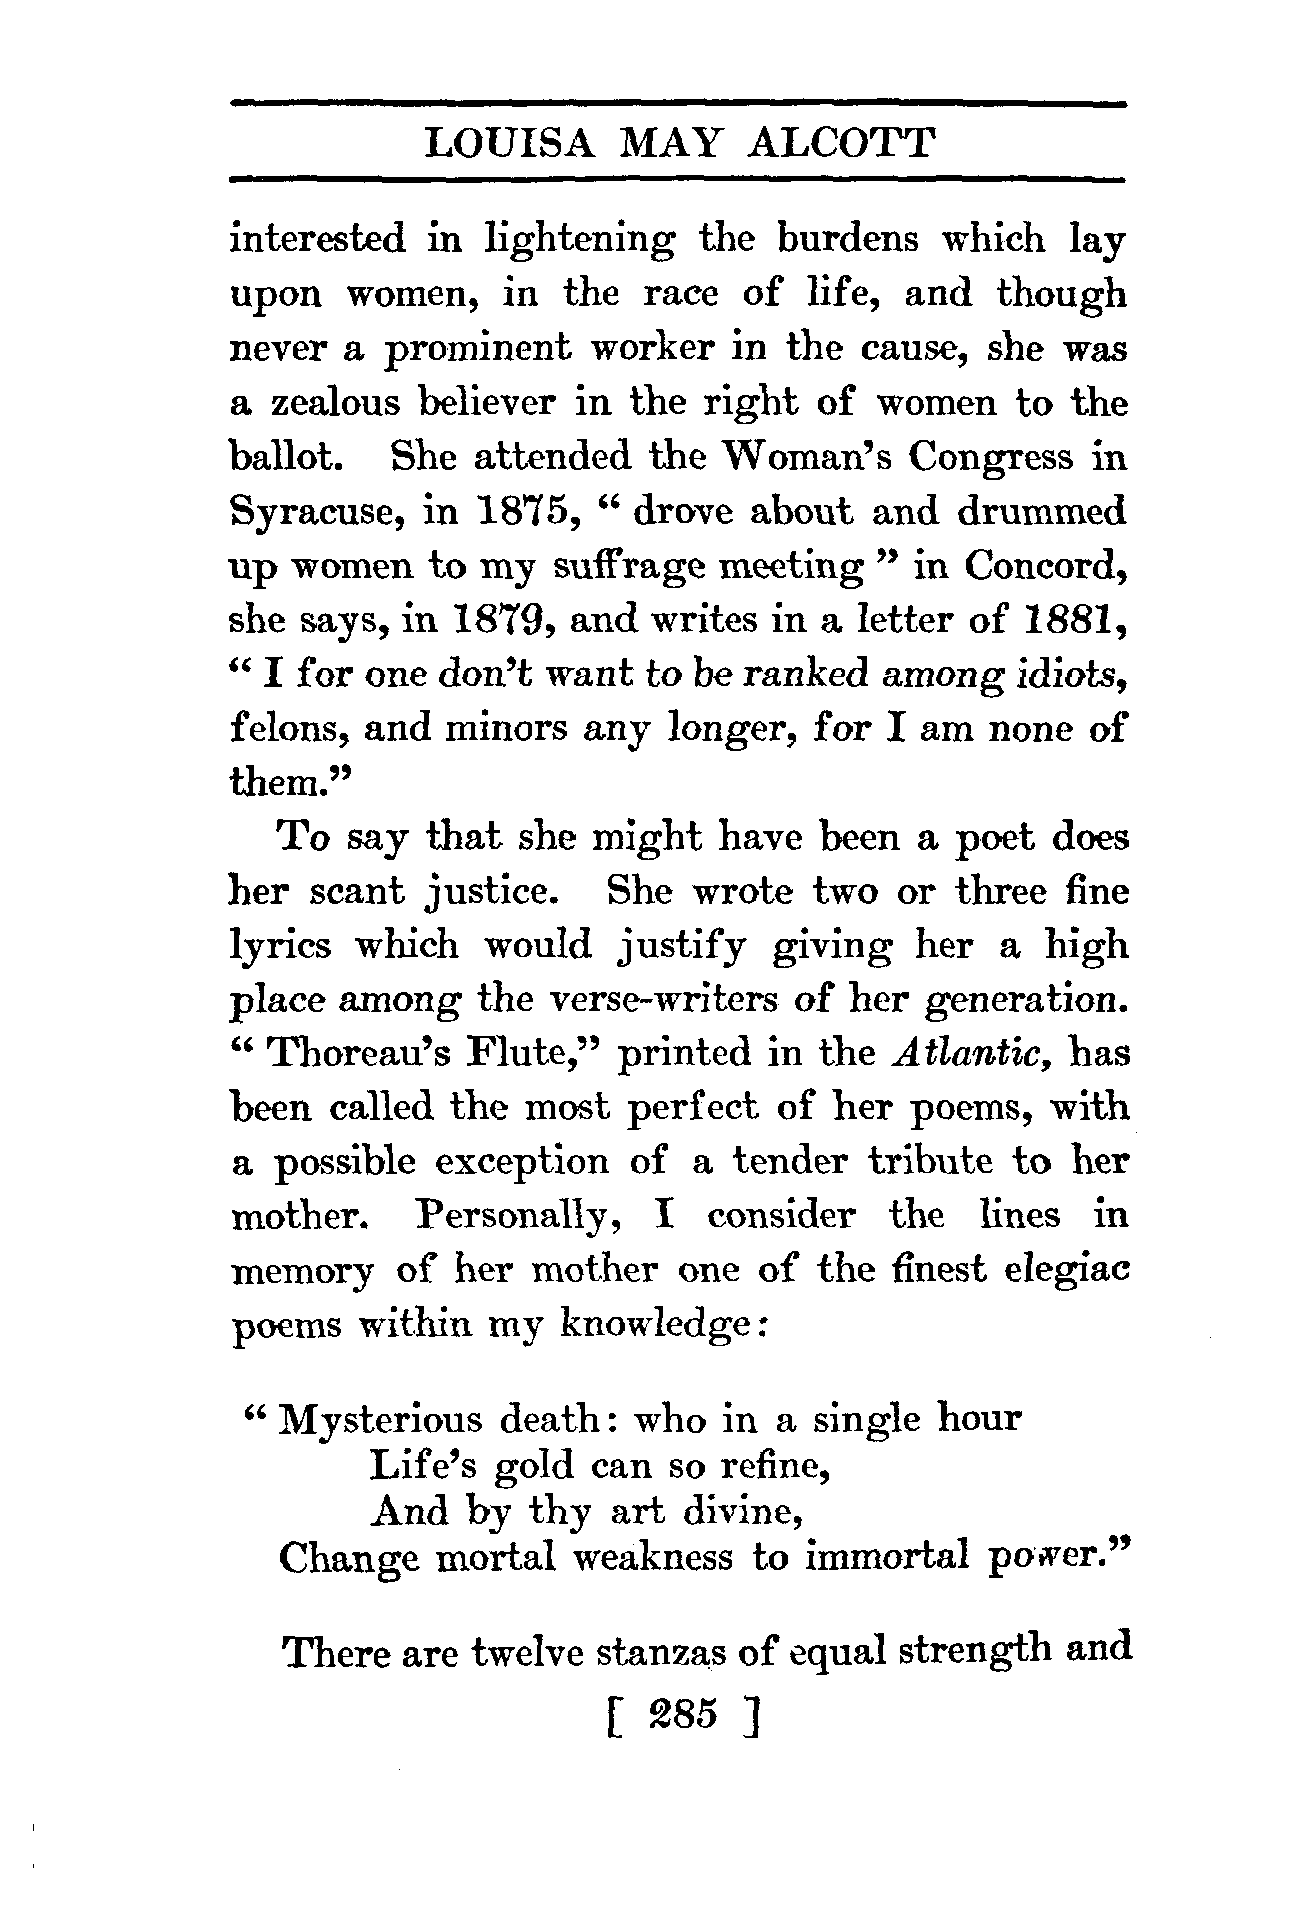 LOUISA MAY ALCOTT
interested in lightening the burdens which lay
upon women, in the race of life, and though
never a prominent worker in the cause, she was
a zealous believer in the right of women to the
ballot. She attended the Woman's Congress in
Syracuse, in 1875, “ drove about and drummed
up women to my suffrage meeting ” in Concord,
she says, in 1879, and writes in a letter of 1881,
“ I for one don't want to be ranked among idiots,
felons, and minors any longer, for I am none of
them.”
To say that she might have been a poet does
her scant justice. She wrote two or three fine
lyrics which would justify giving her a high
place among the verse-writers of her generation.
“ Thoreau's Flute,” printed in the Atlantic, has
been called the most perfect of her poems, with
a possible exception of a tender tribute to her
mother. Personally, I consider the lines in
memory of her mother one of the finest elegiac
poems within my knowledge:
“ Mysterious death: who in a single hour
Life's gold can so refine,
And by thy art divine,
Change mortal weakness to immortal power.”
There are twelve stanzas of equal strength and
[ 285 ]